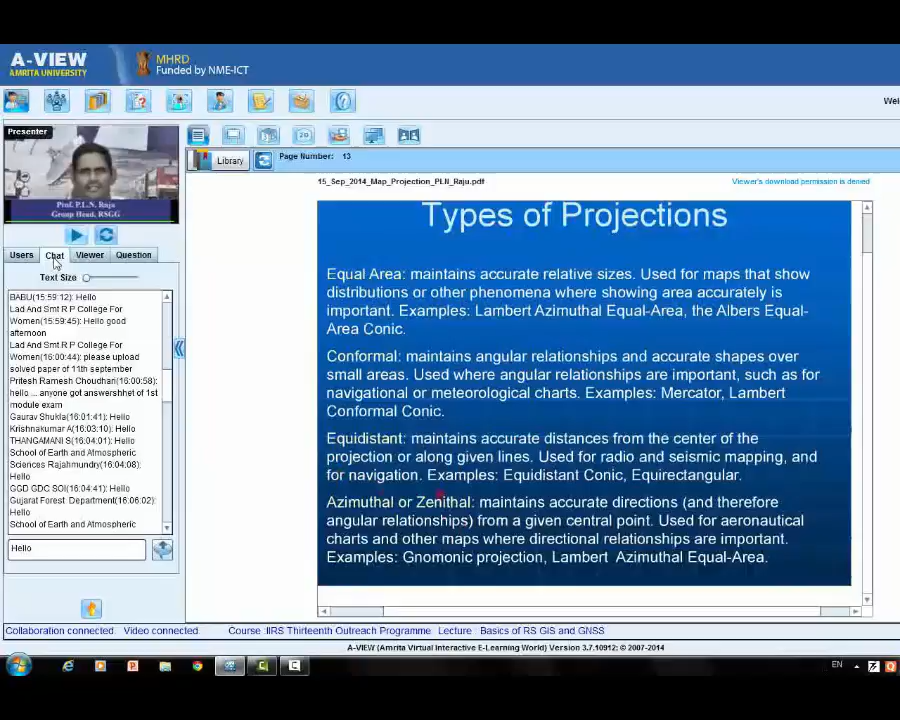 A-VIEW
AMRITA UNIVERSITY
MHRD
Funded by NME-ICT
Presenter
Prof. P.L.N. Raju
Group Head, RSGG
Library
Page Number: 13
15_Sep_2014_Map_Projection_PLN_Raju.pdf
Viewer's download permission is denied
Users Chat Viewer Question
Text Size
BABU(15:59:12): Hello
Lad And Smt R P College For
Women(15:59:45): Hello good
afternoon
Lad And Smt R P College For
Women(16:00:44): please upload
solved paper of 11th september
Pritesh Ramesh Choudhari(16:00:58):
hello ... anyone got answershhet of 1st
module exam
Gaurav Shukla(16:01:41): Hello
Krishnakumar A(16:03:10): Hello
THANGAMANI S(16:04:01): Hello
School of Earth and Atmospheric
Sciences Rajahmundry(16:04:08):
Hello
GGD GDC SOI(16:04:41): Hello
Gujarat Forest Department(16:06:02):
Hello
School of Earth and Atmospheric
Hello
Types of Projections
Equal Area: maintains accurate relative sizes. Used for maps that show
distributions or other phenomena where showing area accurately is
important. Examples: Lambert Azimuthal Equal-Area, the Albers Equal-
Area Conic.
Conformal: maintains angular relationships and accurate shapes over
small areas. Used where angular relationships are important, such as for
navigational or meteorological charts. Examples: Mercator, Lambert
Conformal Conic.
Equidistant: maintains accurate distances from the center of the
projection or along given lines. Used for radio and seismic mapping, and
for navigation. Examples: Equidistant Conic, Equirectangular.
Azimuthal or Zenithal: maintains accurate directions (and therefore
angular relationships) from a given central point. Used for aeronautical
charts and other maps where directional relationships are important.
Examples: Gnomonic projection, Lambert Azimuthal Equal-Area.
Collaboration connected. Video connected. Course :IIRS Thirteenth Outreach Programme Lecture : Basics of RS GIS and GNSS
A-VIEW (Amrita Virtual Interactive E-Learning World) Version 3.7.10912; © 2007-2014
EN